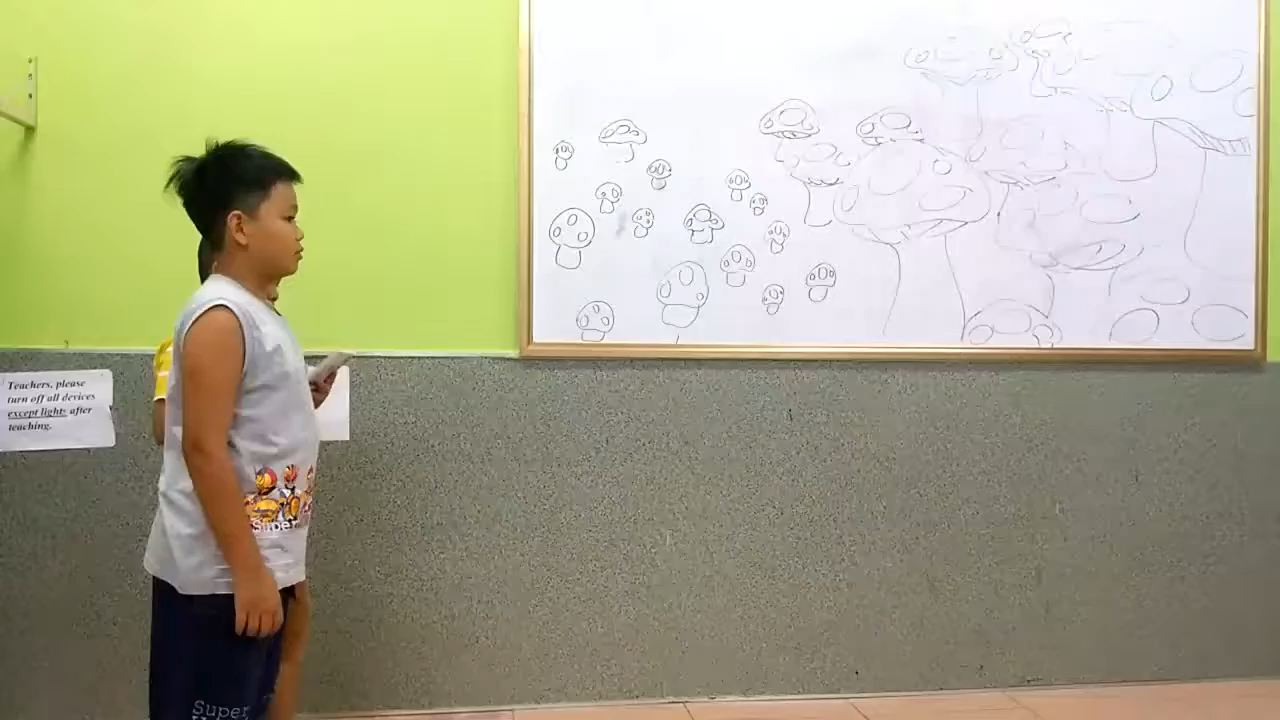 Teachers, please
turn off all devices
except lights after
teaching.
Super
Super